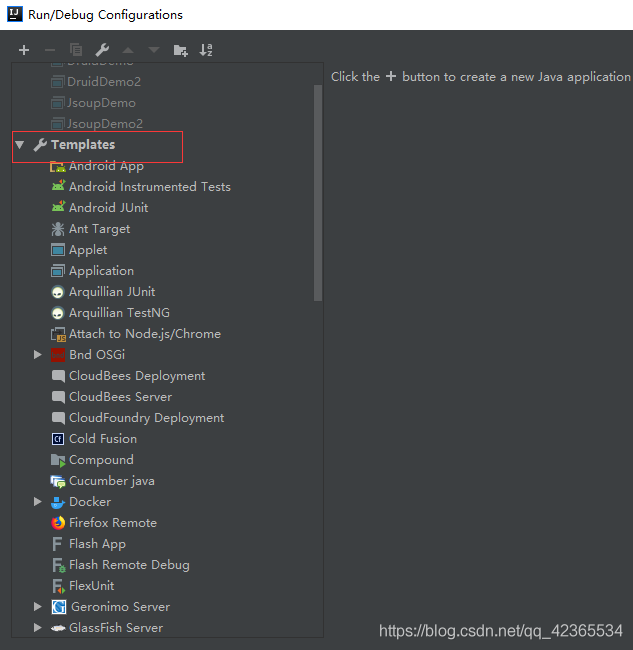 Run/Debug Configurations
DruidDemo
DruidDemo2
JsoupDemo
JsoupDemo2
Templates
Android App
Android Instrumented Tests
Android JUnit
Ant Target
Applet
Application
Arquillian JUnit
Arquillian TestNG
Attach to Node.js/Chrome
Bnd OSGi
CloudBees Deployment
CloudBees Server
CloudFoundry Deployment
Cold Fusion
Compound
Cucumber java
Docker
Firefox Remote
Flash App
Flash Remote Debug
FlexUnit
Geronimo Server
GlassFish Server
Click the + button to create a new Java application
https://blog.csdn.net/qq_42365534